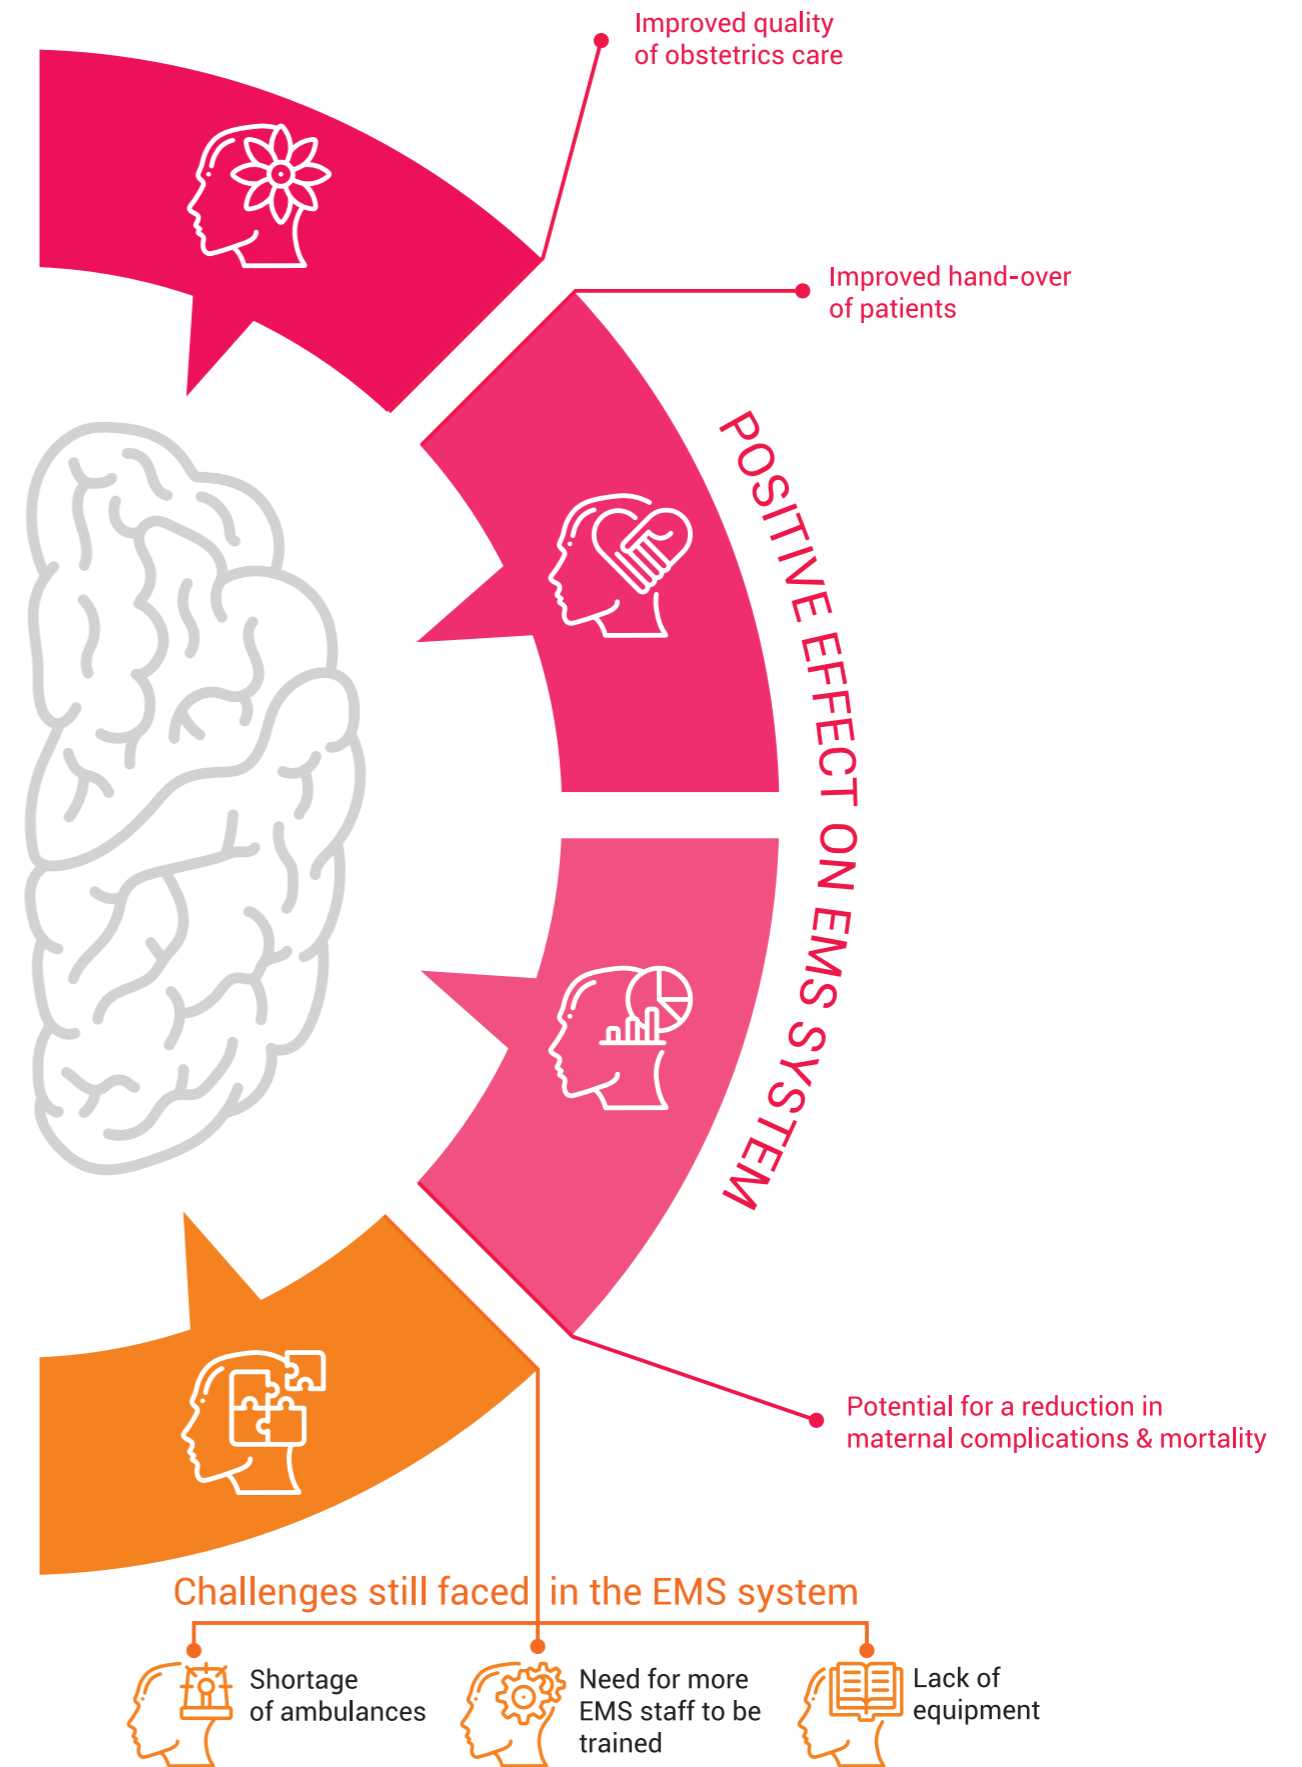 Improved quality
of obstetrics care
Improved hand-over
of patients
POSITIVE EFFECT ON EMS SYSTEM
Potential for a reduction in
maternal complications & mortality
Challenges still faced in the EMS system
Shortage
of ambulances
Need for more
EMS staff to be
trained
Lack of
equipment